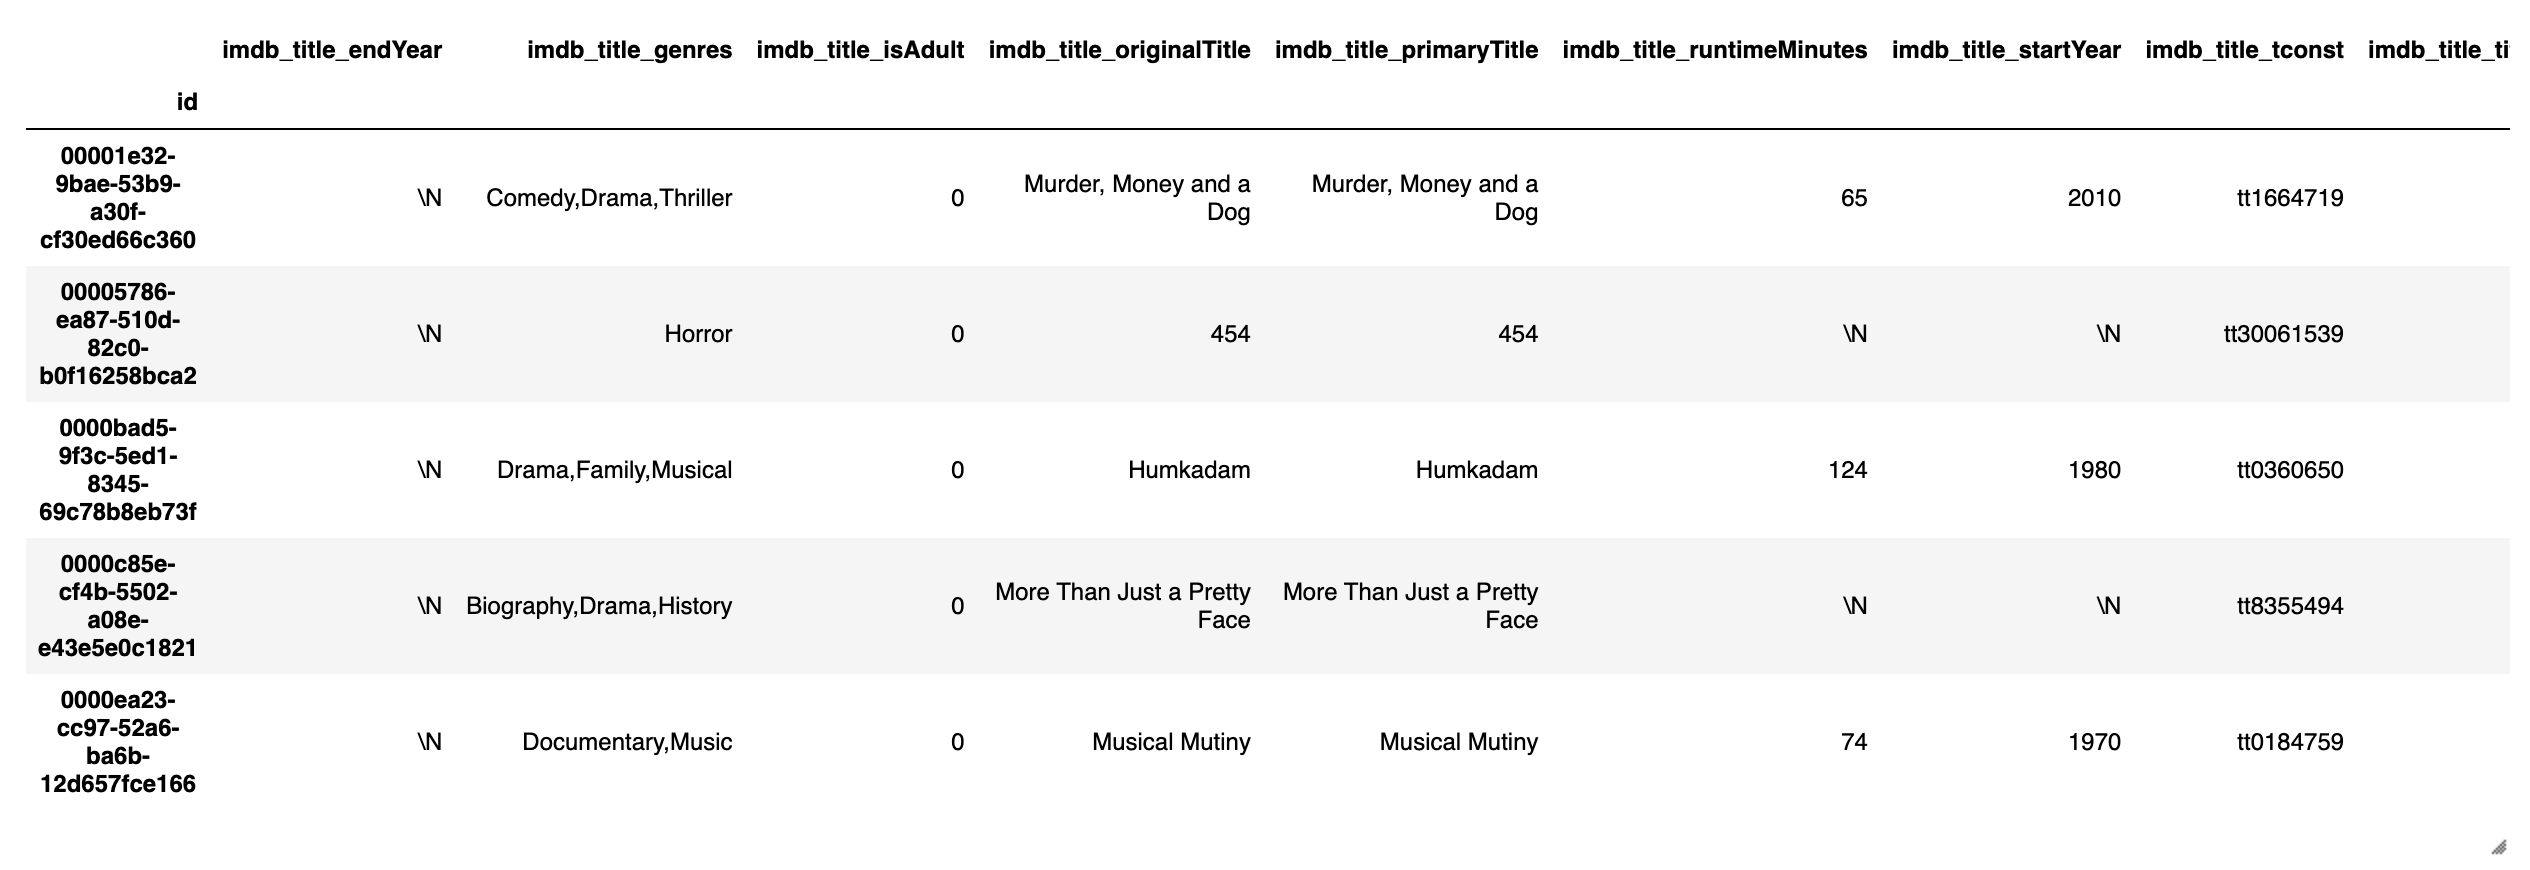 imdb_title_endYear imdb_title_genres imdb_title_isAdult imdb_title_originalTitle imdb_title_primaryTitle imdb_title_runtimeMinutes imdb_title_startYear imdb_title_tconst imdb_title_ti
id
00001e32-
9bae-53b9-
a30f-
cf30ed66c360
\N Comedy,Drama,Thriller 0
Murder, Money and a
Dog
Murder, Money and a
Dog
65 2010 tt1664719
00005786-
ea87-510d-
82c0-
b0f16258bca2
\N Horror 0 454 454 \N \N tt30061539
0000bad5-
9f3c-5ed1-
8345-
69c78b8eb73f
\N Drama,Family,Musical 0 Humkadam Humkadam 124 1980 tt0360650
0000c85e-
cf4b-5502-
a08e-
e43e5e0c1821
\N Biography,Drama,History 0
More Than Just a Pretty
Face
More Than Just a Pretty
Face
\N \N tt8355494
0000ea23-
cc97-52a6-
ba6b-
12d657fce166
\N Documentary,Music 0 Musical Mutiny Musical Mutiny 74 1970 tt0184759